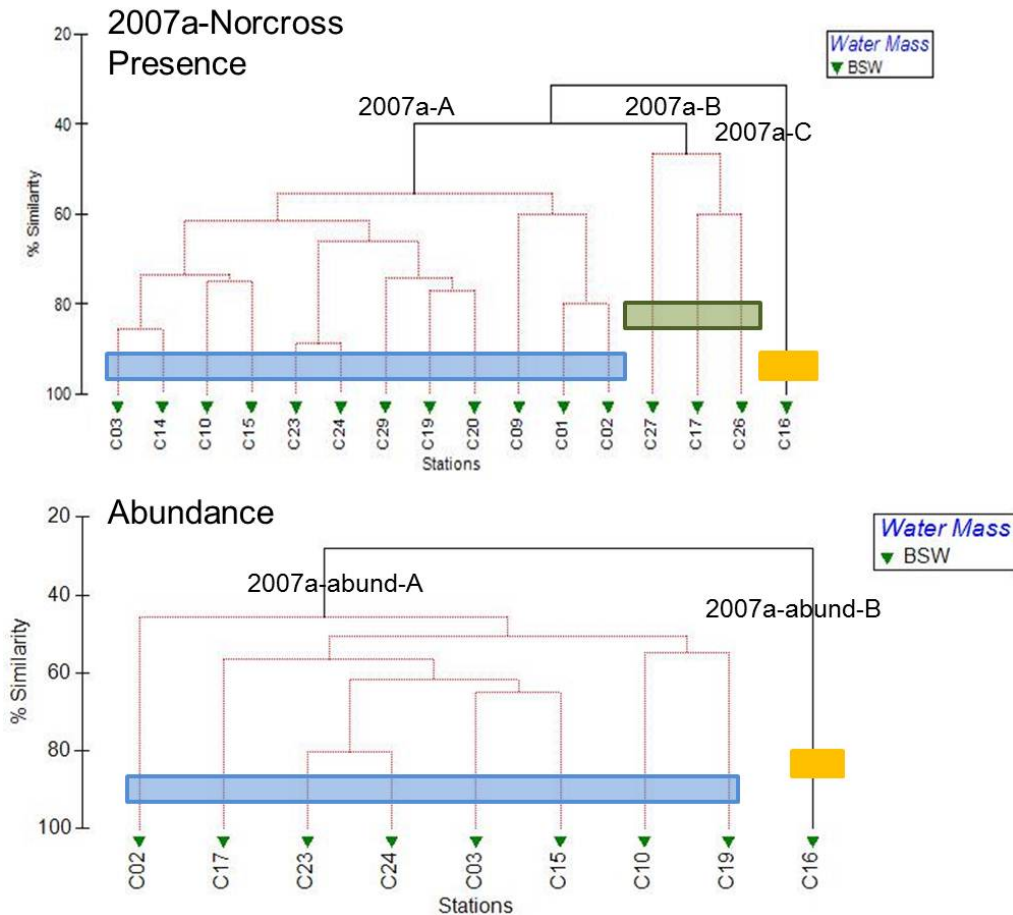 2007a-Norcross
Presence
Water Mass
BSW
20
40
60
80
100
% Similarity
2007a-A
2007a-B
2007a-C
C03
C14
C10
C15
C23
C24
C29
C19
C20
C09
C01
C02
C27
C17
C26
C16
Stations
Abundance
Water Mass
BSW
20
40
60
80
100
% Similarity
2007a-abund-A
2007a-abund-B
C02
C17
C23
C24
C03
C15
C10
C19
C16
Stations